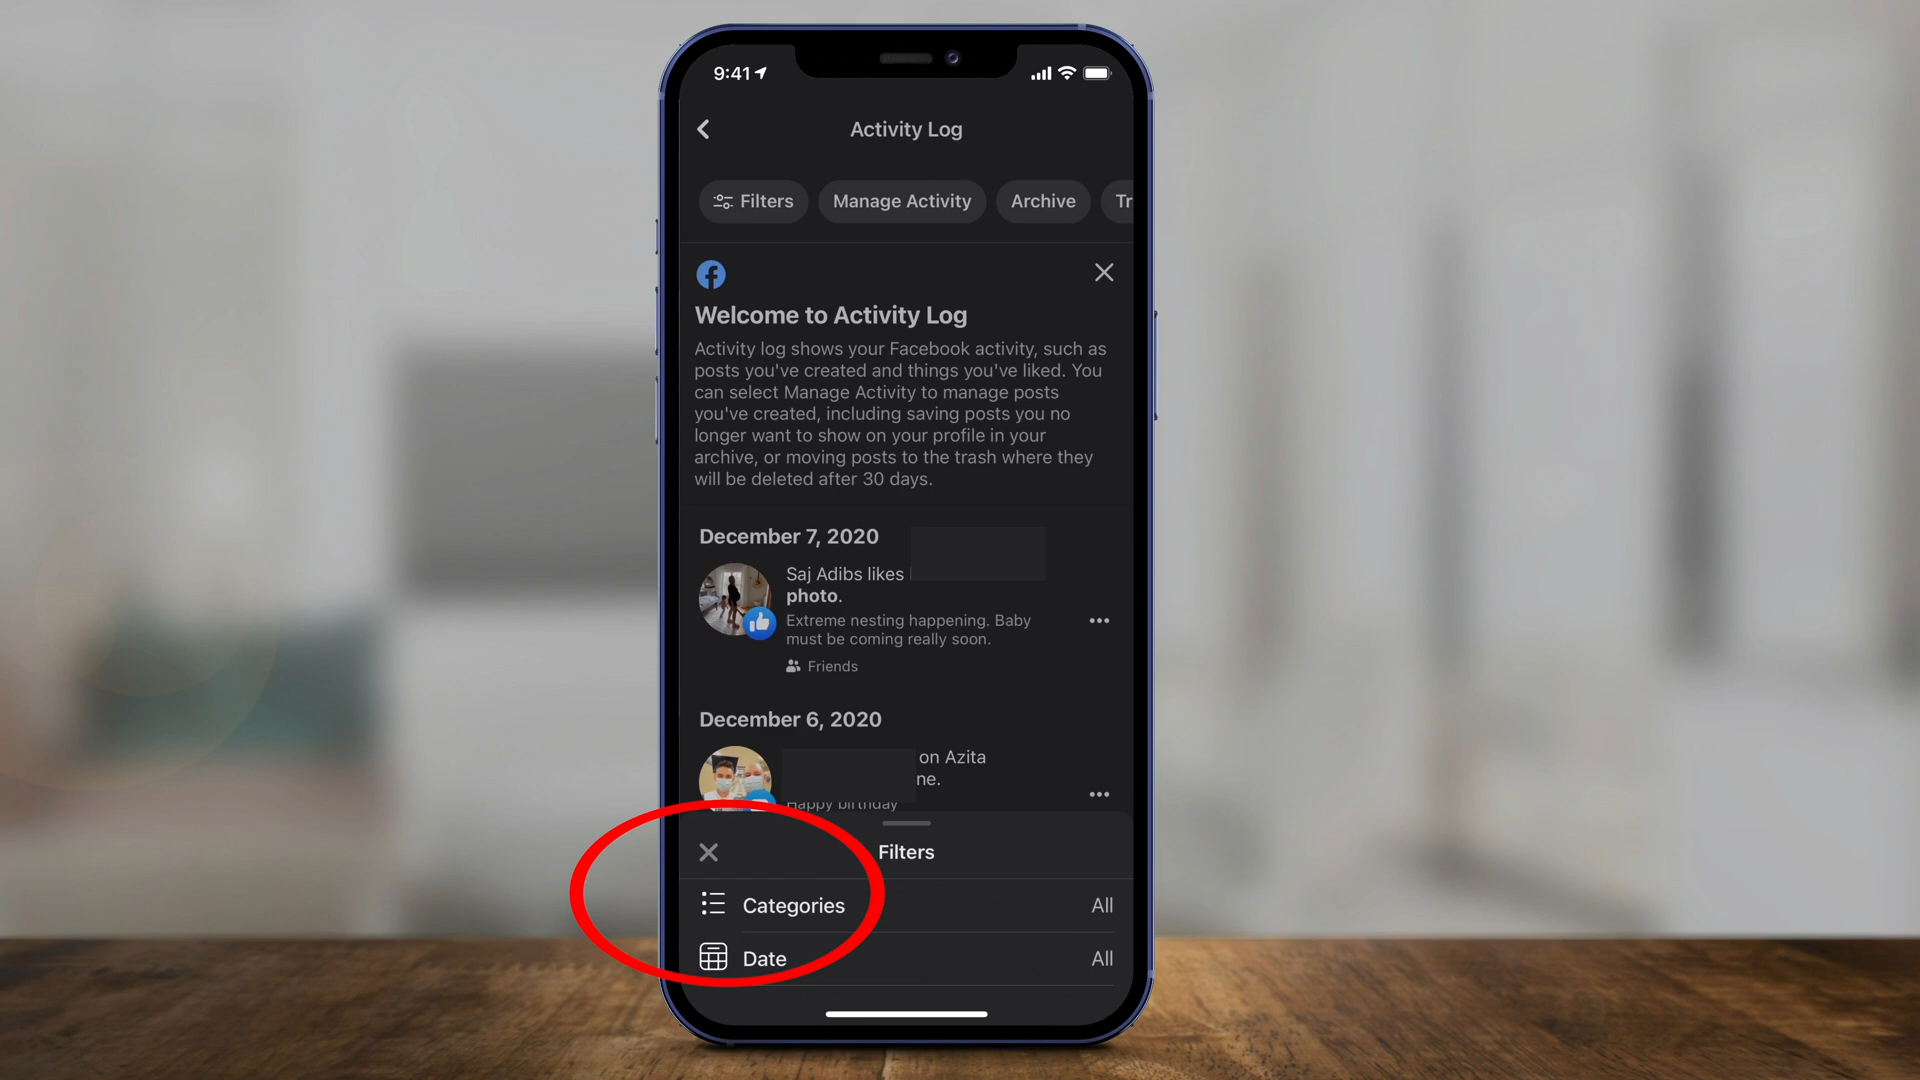 9:41
Activity Log
Filters
Manage Activity
Archive
Tr
Welcome to Activity Log
Activity log shows your Facebook activity, such as
posts you've created and things you've liked. You
can select Manage Activity to manage posts
you've created, including saving posts you no
longer want to show on your profile in your
archive, or moving posts to the trash where they
will be deleted after 30 days.
December 7, 2020
Saj Adibs likes
photo.
Extreme nesting happening. Baby
must be coming really soon.
Friends
December 6, 2020
on Azita
ne.
Happy birthday
Filters
Categories All
Date All